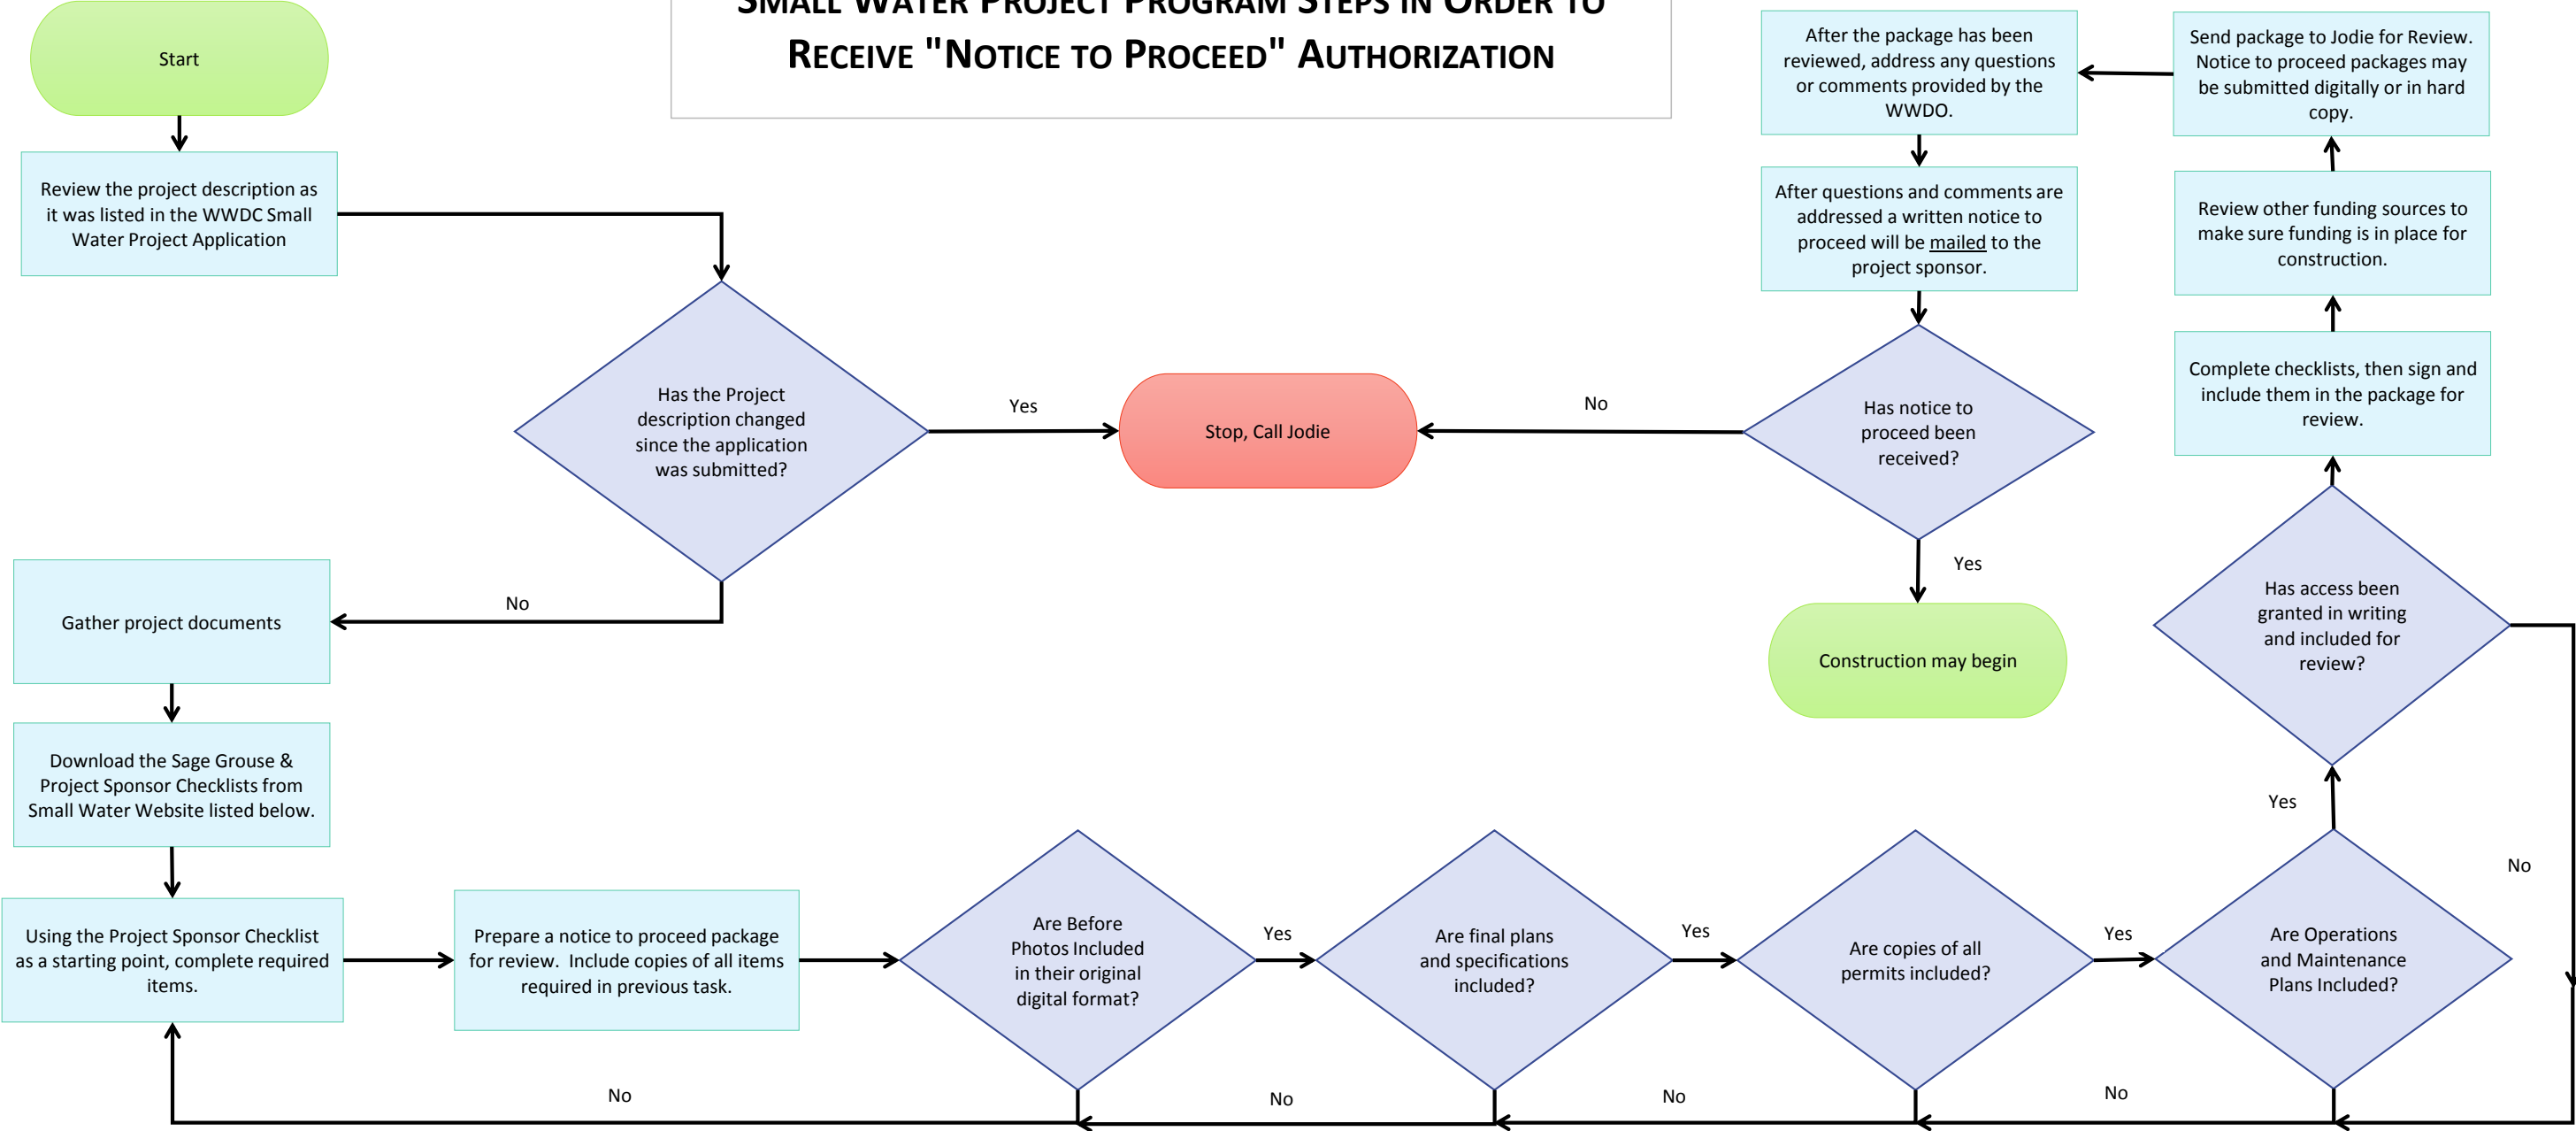 SMALL WATER PROJECT PROGRAM STEPS IN ORDER TO
RECEIVE "NOTICE TO PROCEED" AUTHORIZATION
Start
Review the project description as
it was listed in the WWDC Small
Water Project Application
Has the Project
description changed
since the application
was submitted?
Yes
Stop, Call Jodie
No
Gather project documents
Download the Sage Grouse &
Project Sponsor Checklists from
Small Water Website listed below.
Using the Project Sponsor Checklist
as a starting point, complete required
items.
Prepare a notice to proceed package
for review. Include copies of all items
required in previous task.
Are Before
Photos Included
in their original
digital format?
Yes
No
Are final plans
and specifications
included?
Yes
No
Are copies of all
permits included?
Yes
No
Are Operations
and Maintenance
Plans Included?
Yes
No
Has access been
granted in writing
and included for
review?
No
Complete checklists, then sign and
include them in the package for
review.
Review other funding sources to
make sure funding is in place for
construction.
Send package to Jodie for Review.
Notice to proceed packages may
be submitted digitally or in hard
copy.
After the package has been
reviewed, address any questions
or comments provided by the
WWDO.
After questions and comments are
addressed a written notice to
proceed will be mailed to the
project sponsor.
Has notice to
proceed been
received?
No
Yes
Construction may begin